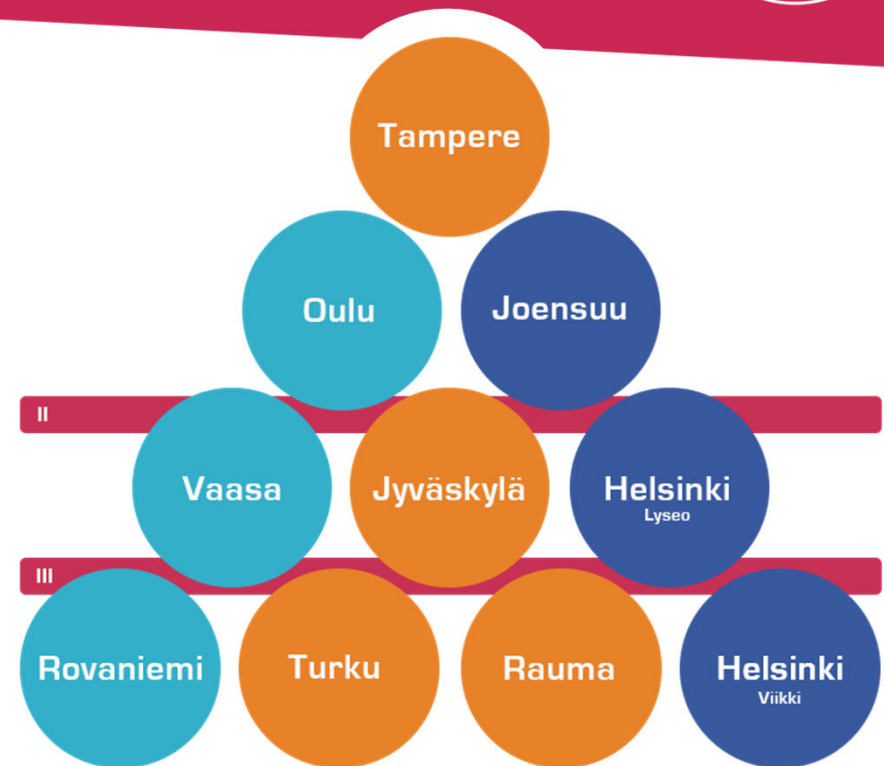 Tampere
Oulu
Joensuu
II
Vaasa
Jyväskylä
Helsinki
Lyseo
III
Rovaniemi
Turku
Rauma
Helsinki
Viikki